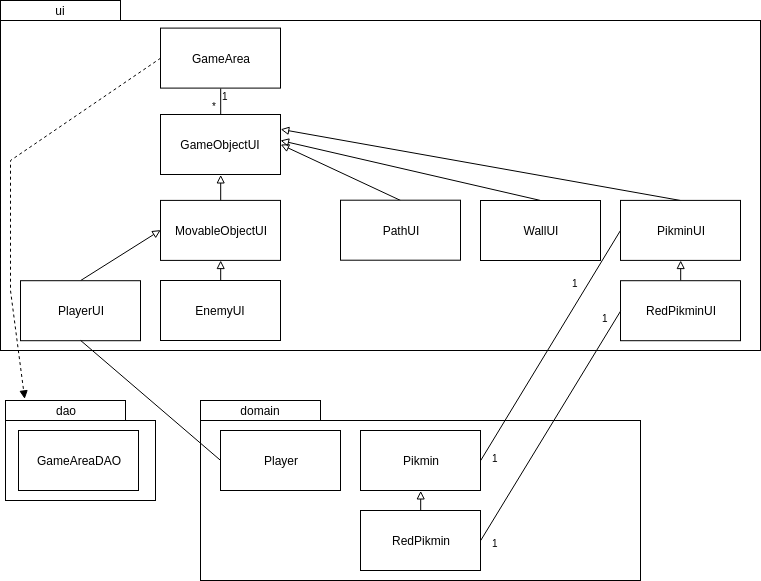 ui
GameArea
1
*
GameObjectUI
MovableObjectUI
PathUI
WallUI
PikminUI
1
PlayerUI
EnemyUI
RedPikminUI
1
dao
domain
GameAreaDAO
Player
Pikmin
1
RedPikmin
1